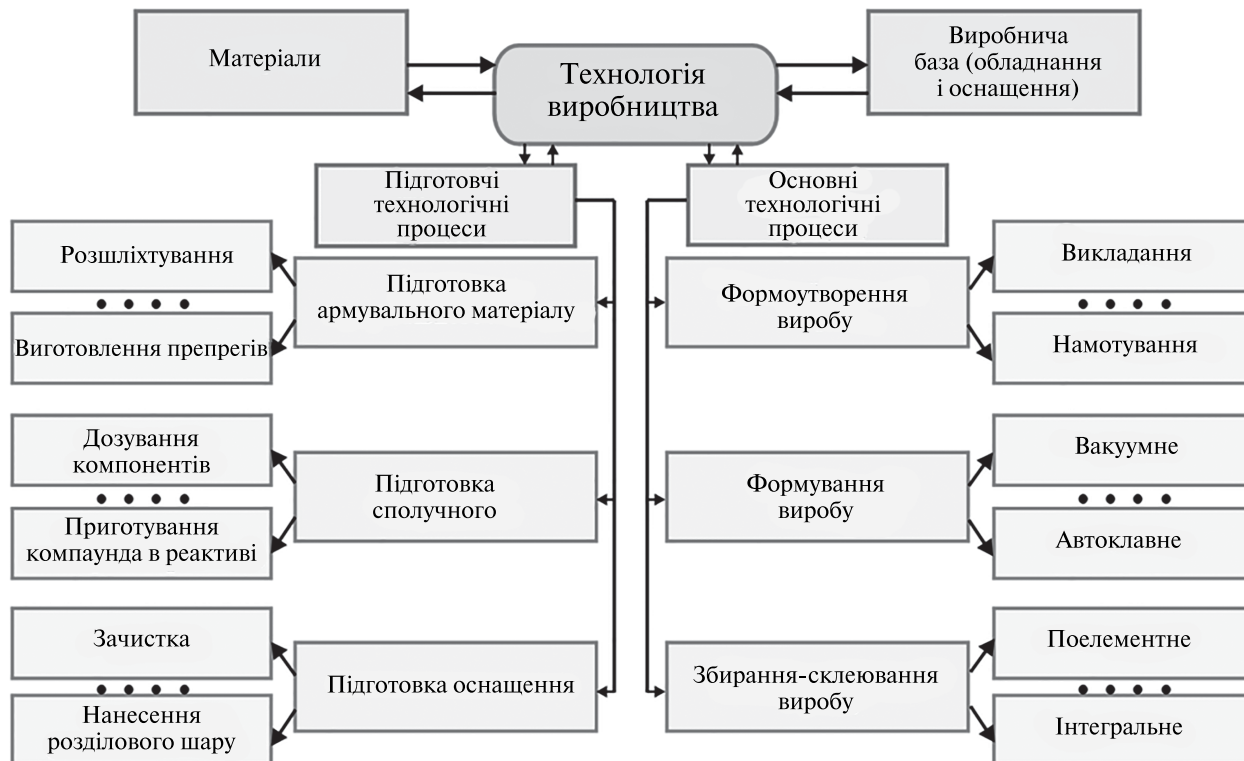 Матеріали
Технологія
виробництва
Виробнича
база (обладнання
і оснащення)
Підготовчі
технологічні
процеси
Основні
технологічні
процеси
Розшліхтування
Виготовлення препрегів
Підготовка
армувального матеріалу
Формоутворення
виробу
Викладання
Намотування
Дозування
компонентів
Приготування
компаунда в реактиві
Підготовка
сполучного
Формування
виробу
Вакуумне
Автоклавне
Зачистка
Нанесення
розділового шару
Підготовка оснащення
Збирання-склеювання
виробу
Поелементне
Інтегральне